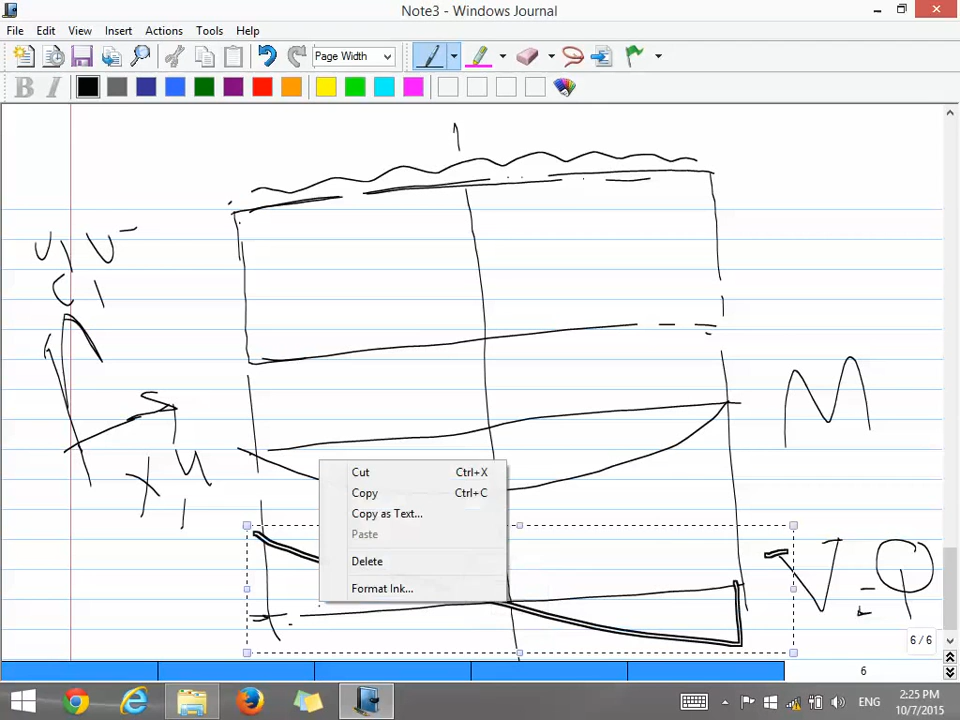 Note3 - Windows Journal
File Edit View Insert Actions Tools Help
Page Width
B I
M
Cut Ctrl+X
Copy Ctrl+C
Copy as Text...
Paste
Delete
Format Ink...
V = Q
6 / 6
6
ENG
2:25 PM
10/7/2015